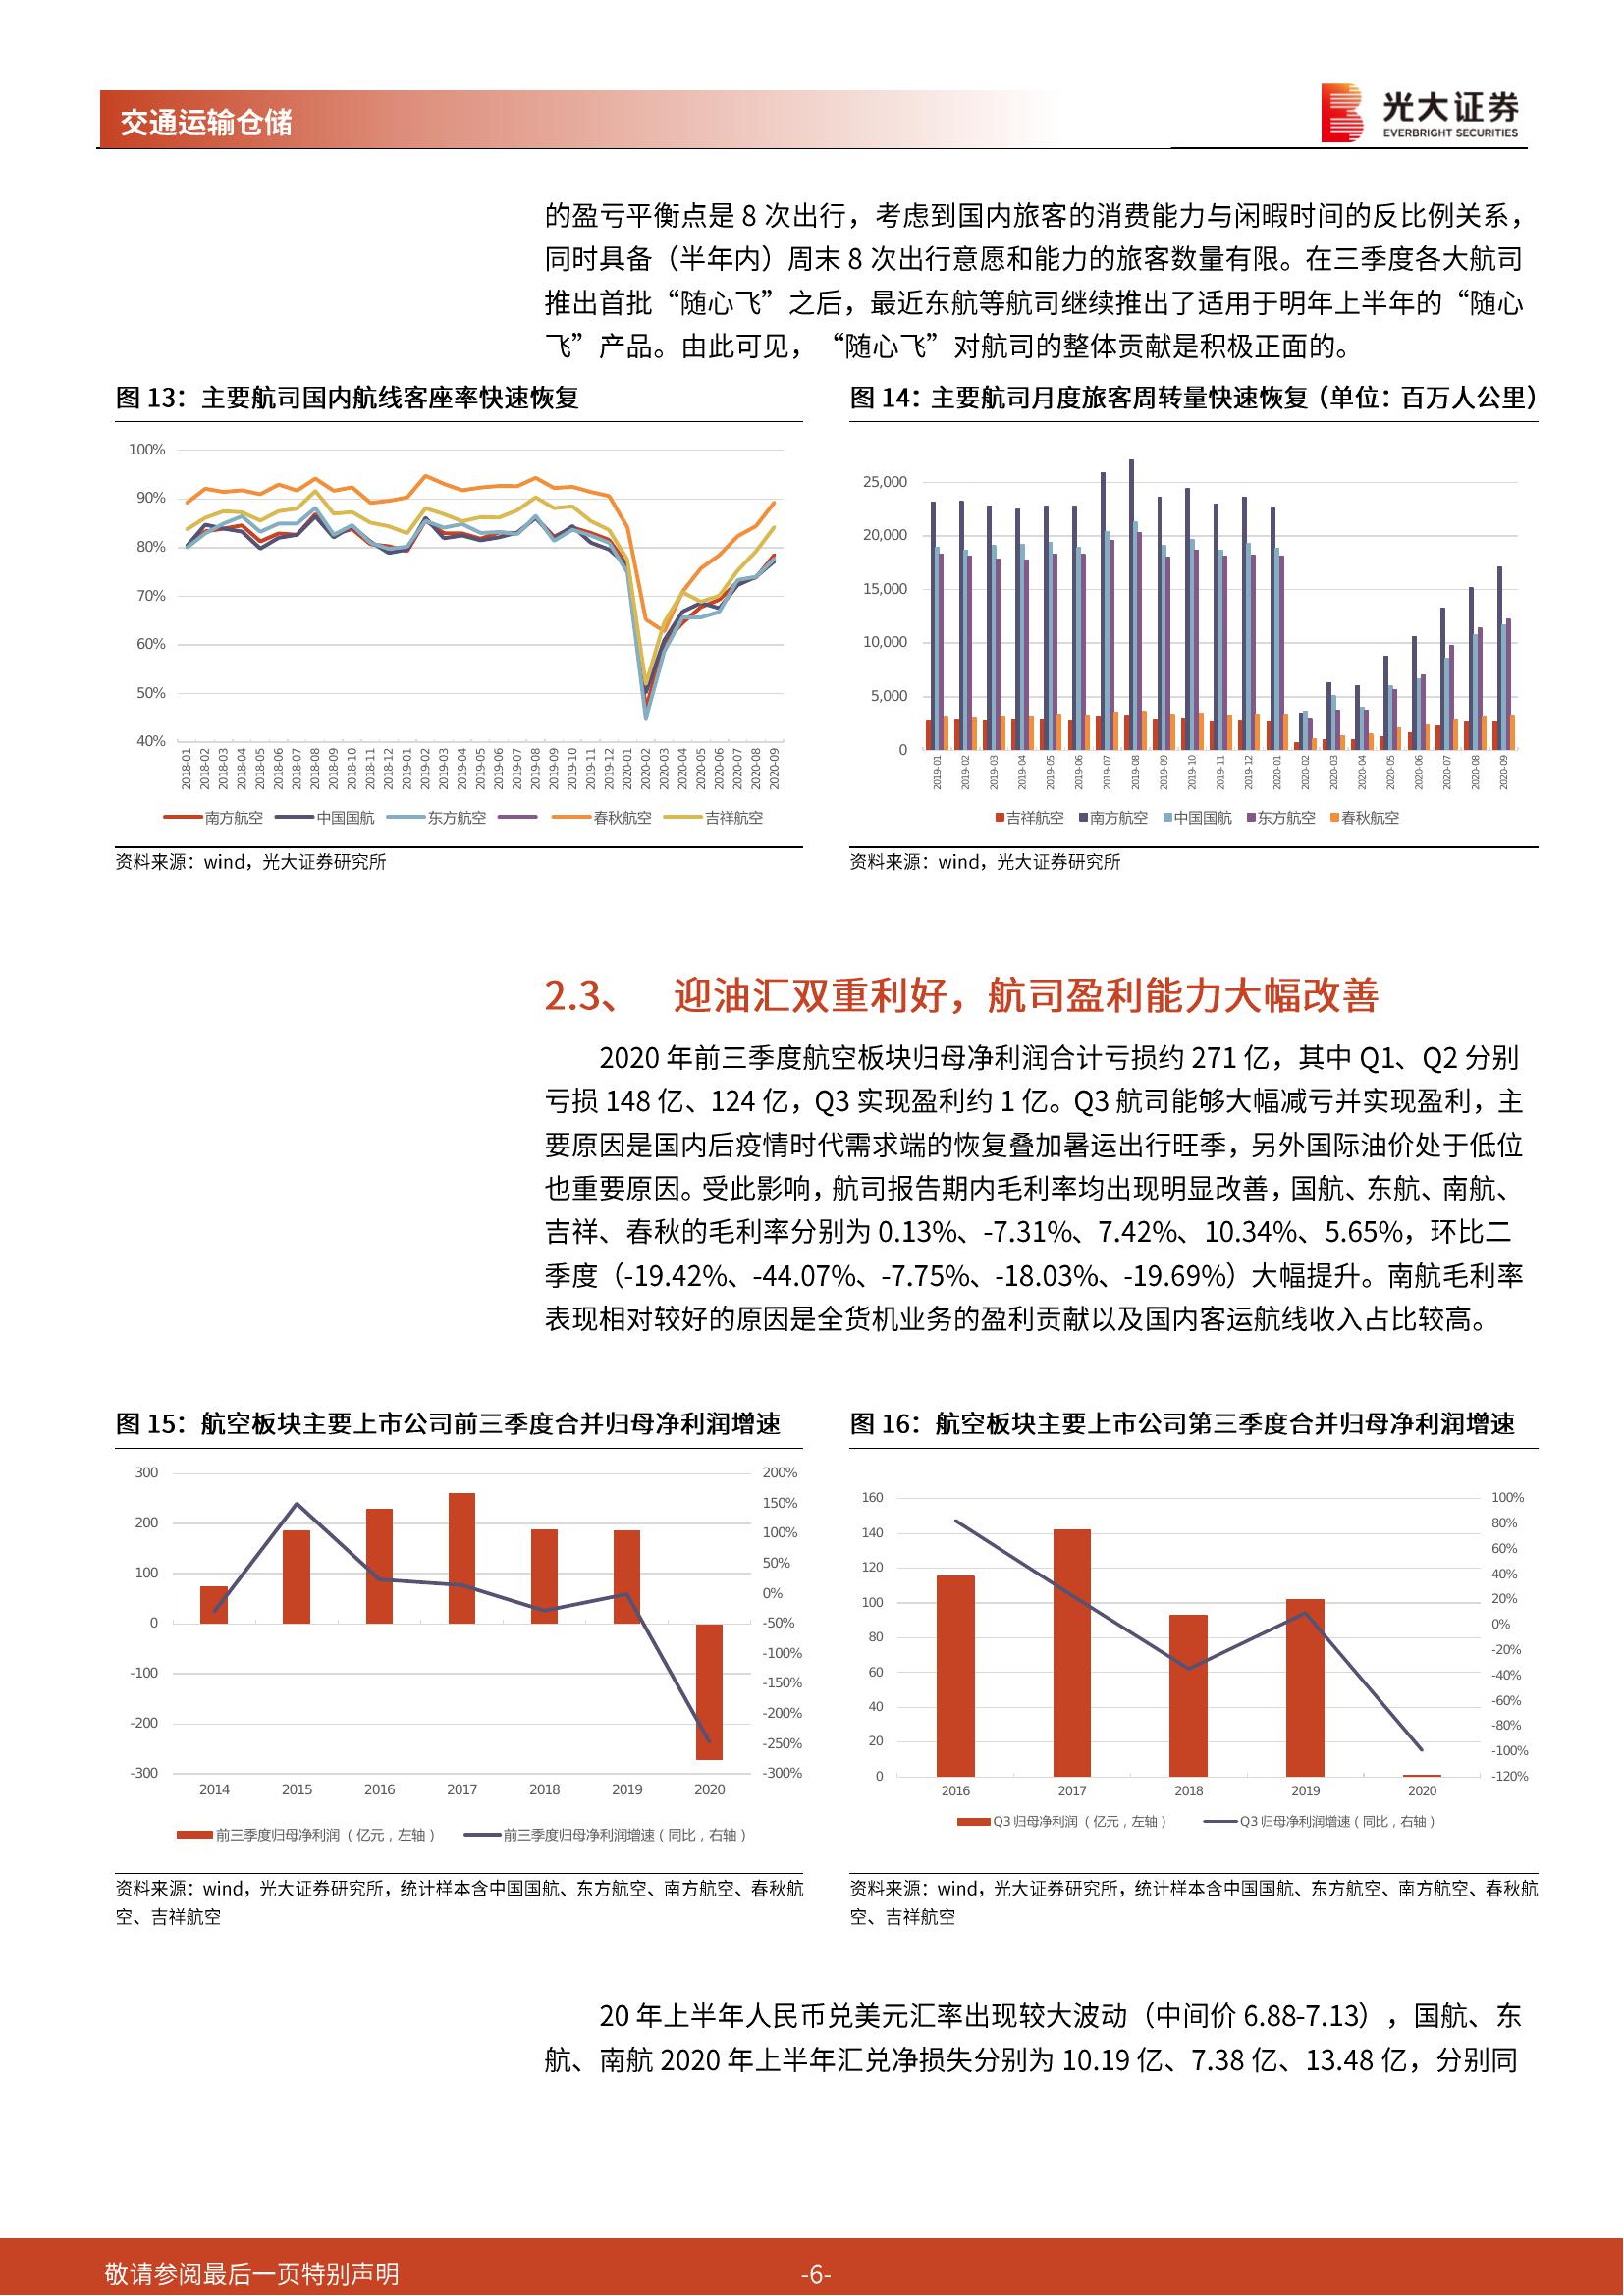 交通运输仓储
光大证券
EVERBRIGHT SECURITIES
的盈亏平衡点是 8 次出行，考虑到国内旅客的消费能力与闲暇时间的反比例关系，
同时具备（半年内）周末 8 次出行意愿和能力的旅客数量有限。在三季度各大航司
推出首批“随心飞”之后，最近东航等航司继续推出了适用于明年上半年的“随心
飞”产品。由此可见，“随心飞”对航司的整体贡献是积极正面的。
图 13：主要航司国内航线客座率快速恢复
100%
90%
80%
70%
60%
50%
40%
2018-01 2018-02 2018-03 2018-04 2018-05 2018-06 2018-07 2018-08 2018-09 2018-10 2018-11 2018-12 2019-01 2019-02 2019-03 2019-04 2019-05 2019-06 2019-07 2019-08 2019-09 2019-10 2019-11 2019-12 2020-01 2020-02 2020-03 2020-04 2020-05 2020-06 2020-07 2020-08 2020-09
南方航空 中国国航 东方航空 春秋航空 吉祥航空
资料来源：wind，光大证券研究所
图 14：主要航司月度旅客周转量快速恢复（单位：百万人公里）
25,000
20,000
15,000
10,000
5,000
0
2019-01 2019-02 2019-03 2019-04 2019-05 2019-06 2019-07 2019-08 2019-09 2019-10 2019-11 2019-12 2020-01 2020-02 2020-03 2020-04 2020-05 2020-06 2020-07 2020-08 2020-09
吉祥航空 南方航空 中国国航 东方航空 春秋航空
资料来源：wind，光大证券研究所
2.3、 迎油汇双重利好，航司盈利能力大幅改善
2020 年前三季度航空板块归母净利润合计亏损约 271 亿，其中 Q1、Q2 分别
亏损 148 亿、124 亿，Q3 实现盈利约 1 亿。Q3 航司能够大幅减亏并实现盈利，主
要原因是国内后疫情时代需求端的恢复叠加暑运出行旺季，另外国际油价处于低位
也重要原因。受此影响，航司报告期内毛利率均出现明显改善，国航、东航、南航、
吉祥、春秋的毛利率分别为 0.13%、-7.31%、7.42%、10.34%、5.65%，环比二
季度（-19.42%、-44.07%、-7.75%、-18.03%、-19.69%）大幅提升。南航毛利率
表现相对较好的原因是全货机业务的盈利贡献以及国内客运航线收入占比较高。
图 15：航空板块主要上市公司前三季度合并归母净利润增速
300 200%
150%
200 100%
100 50%
0%
0 -50%
-100 -100%
-150%
-200 -200%
-250%
-300 -300%
2014 2015 2016 2017 2018 2019 2020
前三季度归母净利润（亿元，左轴） 前三季度归母净利润增速（同比，右轴）
资料来源：wind，光大证券研究所，统计样本含中国国航、东方航空、南方航空、春秋航
空、吉祥航空
图 16：航空板块主要上市公司第三季度合并归母净利润增速
160 100%
80%
140 60%
120 40%
100 20%
0%
80 -20%
60 -40%
-60%
40 -80%
20 -100%
0 -120%
2016 2017 2018 2019 2020
Q3 归母净利润（亿元，左轴） Q3 归母净利润增速（同比，右轴）
资料来源：wind，光大证券研究所，统计样本含中国国航、东方航空、南方航空、春秋航
空、吉祥航空
20 年上半年人民币兑美元汇率出现较大波动（中间价 6.88-7.13），国航、东
航、南航 2020 年上半年汇兑净损失分别为 10.19 亿、7.38 亿、13.48 亿，分别同
敬请参阅最后一页特别声明 -6-